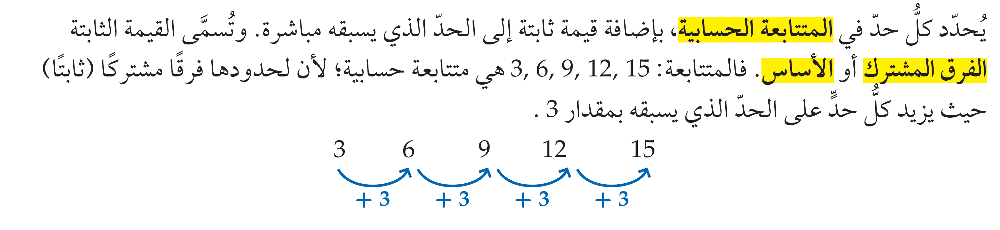 يُحدّد كلُّ حدّ في المتتابعة الحسابية، بإضافة قيمة ثابتة إلى الحدّ الذي يسبقه مباشرة. وتُسمَّى القيمة الثابتة
الفرق المشترك أو الأساس. فالمتتابعة: 3, 6, 9, 12, 15 هي متتابعة حسابية؛ لأن لحدودها فرقًا مشتركًا (ثابتًا)
حيث يزيد كلُّ حدٍّ على الحدّ الذي يسبقه بمقدار 3 .
3 6 9 12 15
+ 3 + 3 + 3 + 3